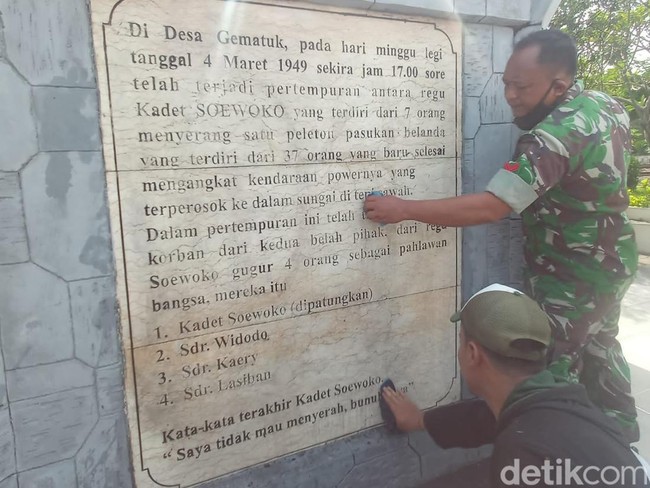 Di Desa Gematuk, pada hari minggu legi
tanggal 4 Maret 1949 sekira jam 17.00 sore
telah terjadi pertempuran antara regu
Kadet SOEWOKO yang terdiri dari 7 orang
menyerang satu peleton pasukan belanda
yang terdiri dari 37 orang yang baru selesai
mengangkat kendaraan powernya yang
terperosok ke dalam sungai di
Dalam pertempuran ini telah
korban dari kedua belah pihak, dari regu
Soewoko gugur 4 orang sebagai pahlawan
bangsa, mereka itu
1. Kadet Soewoko (dipatungkan)
2. Sdr. Widodo
3. Sdr. Kaery
4. Sdr. Lasiban
Kata-kata terakhir Kadet Soewoko
“Saya tidak mau menyerah,
detikcom